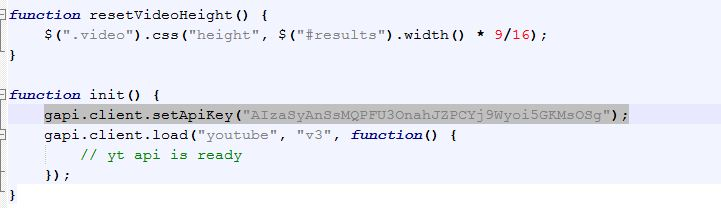 function resetVideoHeight() {
    $(".video").css("height", $("#results").width() * 9/16);
}
function init() {
    gapi.client.setApiKey("AIzaSyAnSsMQPFU3OnahJZPCYj9Wyoi5GKMsOSg");
    gapi.client.load("youtube", "v3", function() {
        // yt api is ready
    });
}